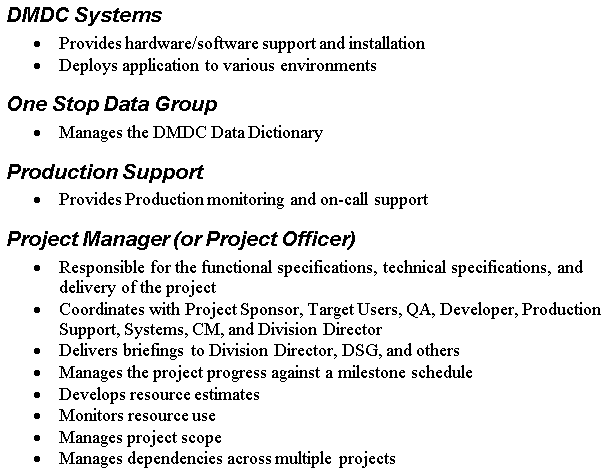 DMDC Systems
• Provides hardware/software support and installation
• Deploys application to various environments
One Stop Data Group
• Manages the DMDC Data Dictionary
Production Support
• Provides Production monitoring and on-call support
Project Manager (or Project Officer)
• Responsible for the functional specifications, technical specifications, and
delivery of the project
• Coordinates with Project Sponsor, Target Users, QA, Developer, Production
Support, Systems, CM, and Division Director
• Delivers briefings to Division Director, DSG, and others
• Manages the project progress against a milestone schedule
• Develops resource estimates
• Monitors resource use
• Manages project scope
• Manages dependencies across multiple projects